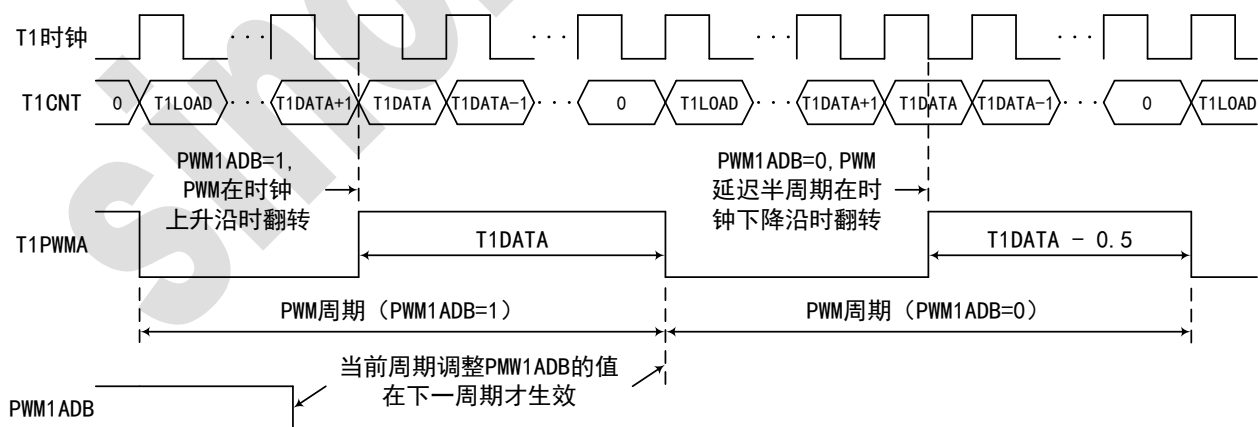 T1时钟
T1CNT 0 T1LOAD ··· T1DATA+1 T1DATA T1DATA-1 ··· 0 T1LOAD ··· T1DATA+1 T1DATA T1DATA-1 ··· 0 T1LOAD
PWM1ADB=1,
PWM在时钟
上升沿时翻转
PWM1ADB=0,PWM
延迟半周期在时
钟下降沿时翻转
T1PWMA
T1DATA
T1DATA - 0.5
PWM周期（PWM1ADB=1）
PWM周期（PWM1ADB=0）
当前周期调整PMW1ADB的值
在下一周期才生效
PWM1ADB